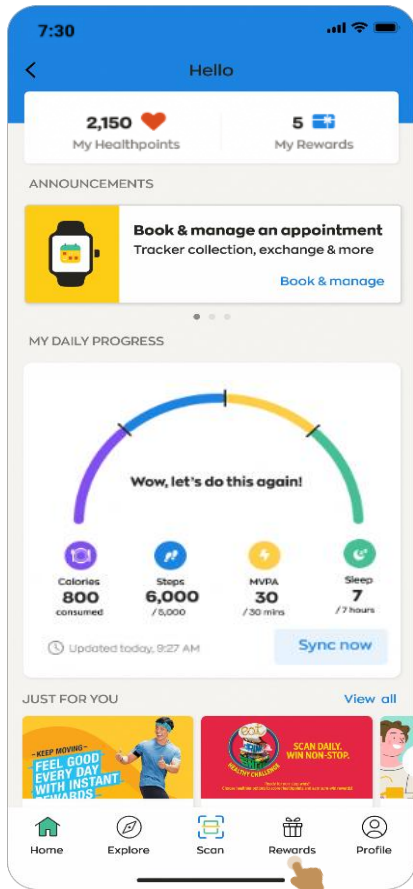 7:30
Hello
2,150
5
My Healthpoints
My Rewards
ANNOUNCEMENTS
Book & manage an appointment
Tracker collection, exchange & more
Book & manage
MY DAILY PROGRESS
Wow, let's do this again!
Calories
800
consumed
Steps
6,000
/5,000
MVPA
30
/30 mins
Sleep
7
/7 hours
Updated today, 9:27 AM
Sync now
JUST FOR YOU
View all
- KEEP MOVING -
FEEL GOOD
EVERY DAY
WITH INSTANT
REWARDS
HEALTHY CHALLENGE
SCAN DAILY.
WIN NON-STOP.
Home
Explore
Scan
Rewards
Profile